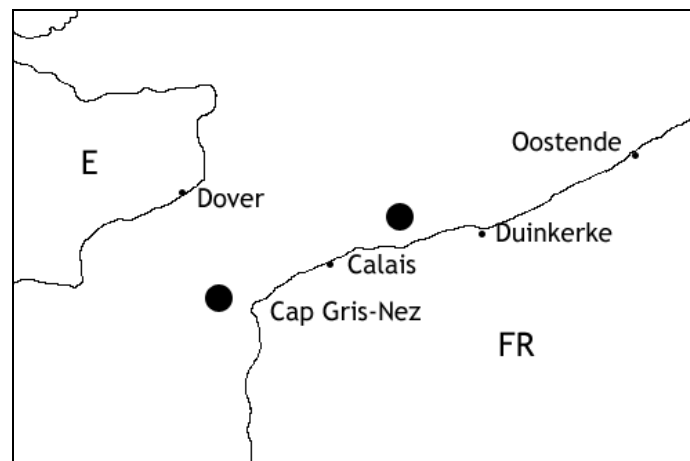 Oostende
E
Dover
Duinkerke
Calais
Cap Gris-Nez
FR